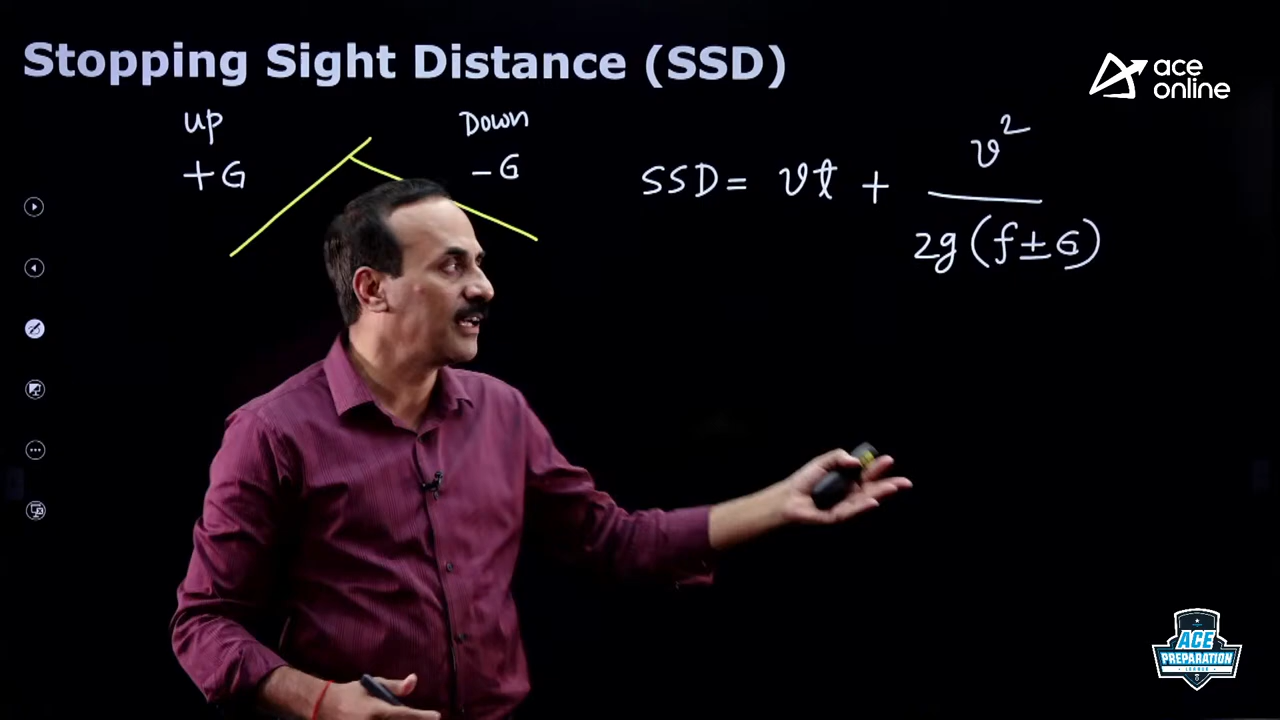 Stopping Sight Distance (SSD)
ace
online
up
Down
+G
-G
SSD = vt + v² / 2g(f±G)
ACE
PREPARATION